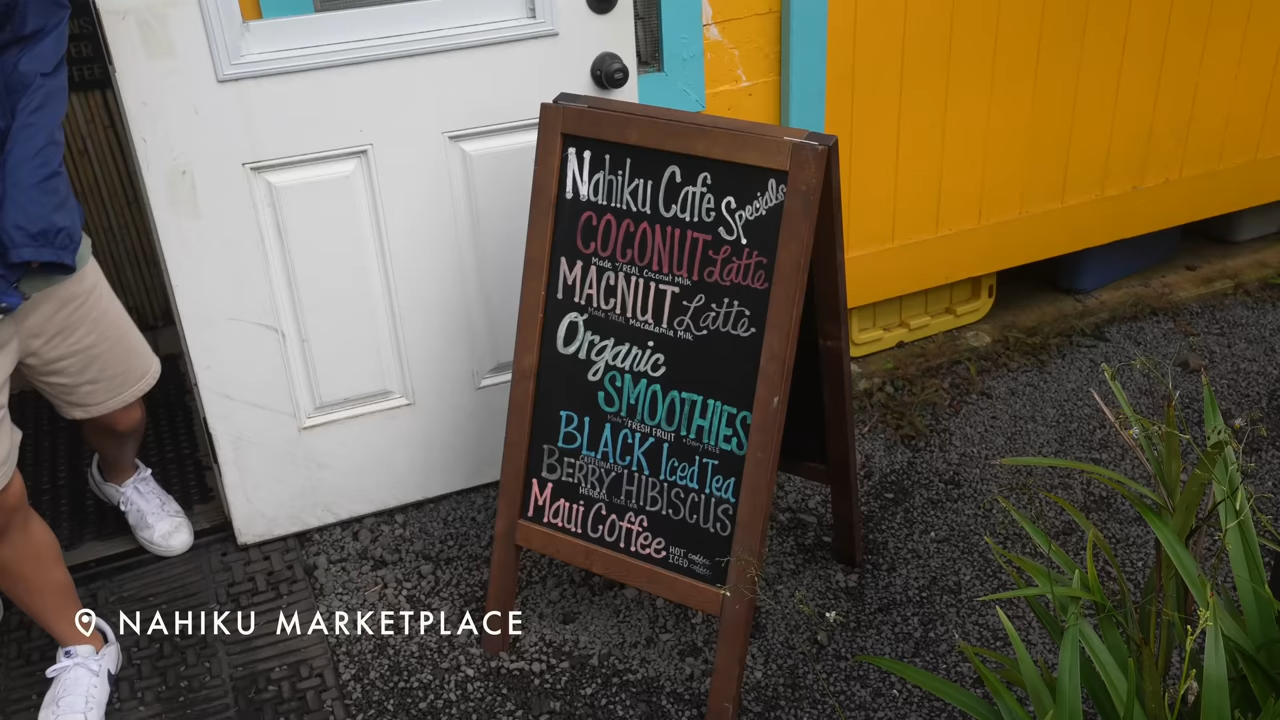 Nahiku Cafe Specials
COCONUT Latte
Made w/REAL Coconut Milk
MACNUT Latte
Made w/REAL Macadamia Milk
Organic
SMOOTHIES
Made w/FRESH FRUIT • Dairy FREE
BLACK Iced Tea
CAFFEINATED
BERRY HIBISCUS
HERBAL Iced Tea
Maui Coffee
HOT coffee
ICED coffee
NAHIKU MARKETPLACE